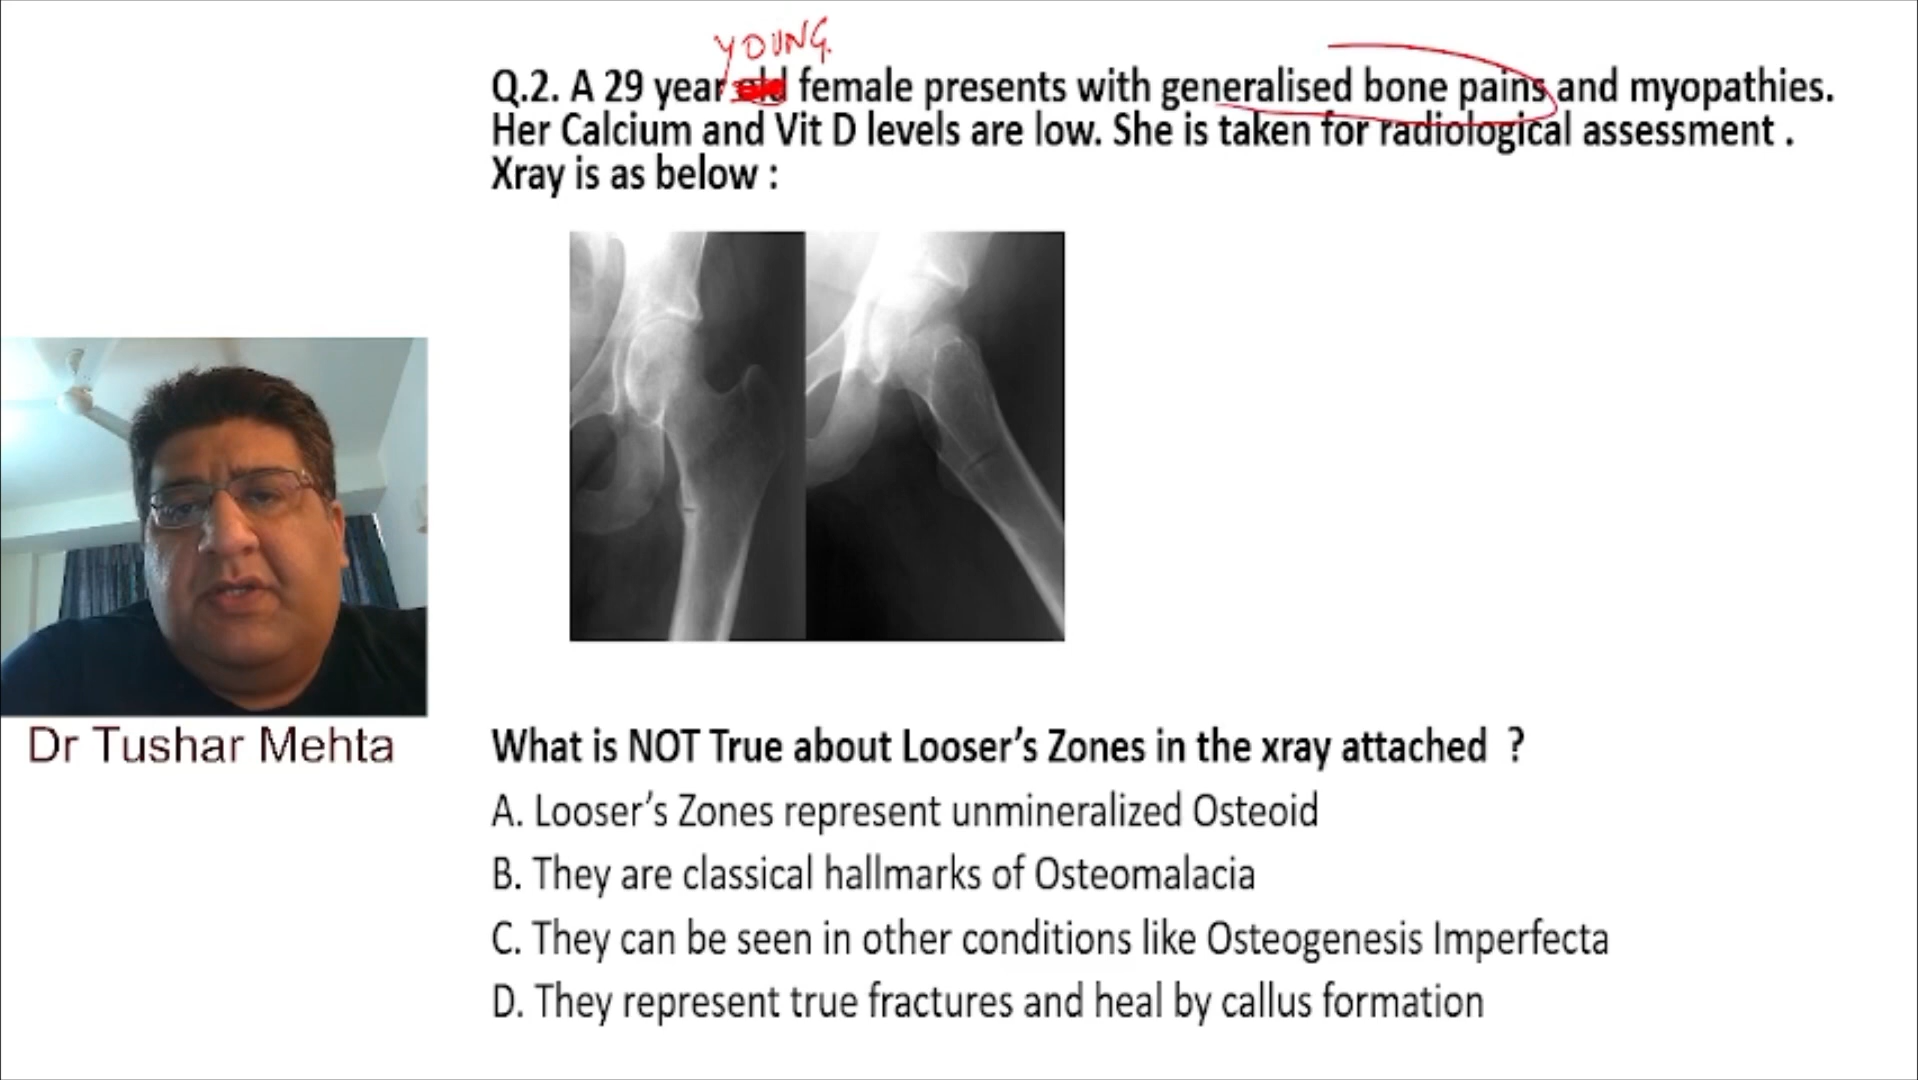 YOUNG.
Q.2. A 29 year old female presents with generalised bone pains and myopathies.
Her Calcium and Vit D levels are low. She is taken for radiological assessment .
Xray is as below :
Dr Tushar Mehta
What is NOT True about Looser’s Zones in the xray attached ?
A. Looser’s Zones represent unmineralized Osteoid
B. They are classical hallmarks of Osteomalacia
C. They can be seen in other conditions like Osteogenesis Imperfecta
D. They represent true fractures and heal by callus formation